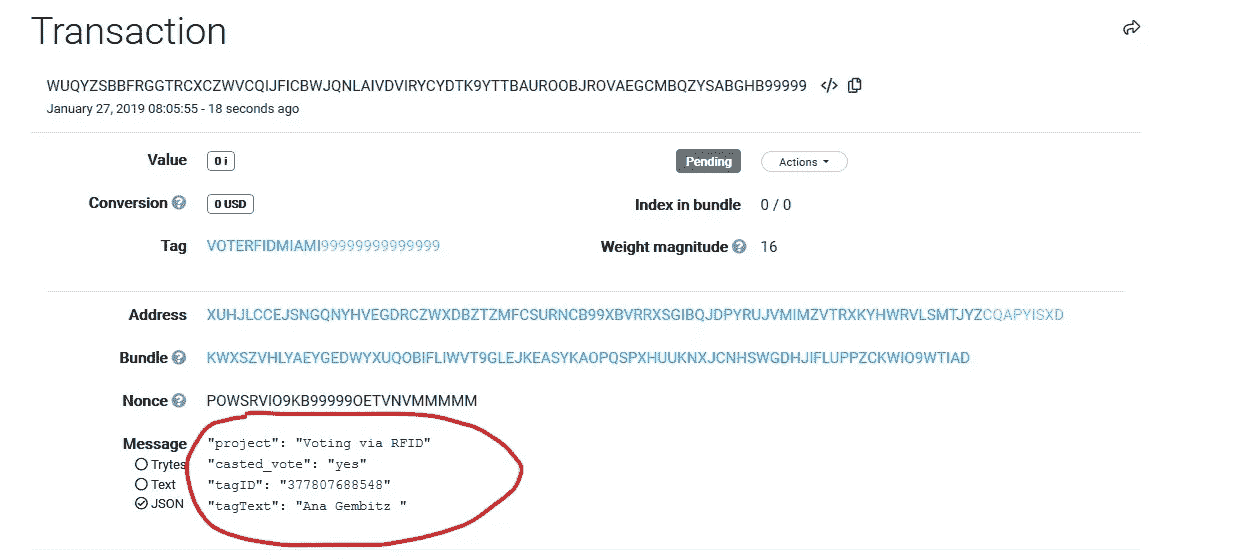 Transaction
WUQYZSBBFRGGTRCXCZWVCQIJFICBWJQNLAIVDVIRYCYDTK9YTTBAUROOBJROVAEGCMBQZYSABGHB99999 </>
January 27, 2019 08:05:55 - 18 seconds ago
Value 0 i Pending Actions
Conversion ? 0 USD Index in bundle 0 / 0
Tag VOTERFIDMIAMI99999999999999 Weight magnitude ? 16
Address XUHJLCCEJSNGQNYHVEGDRCZWXDBZTZMFCSURNCB99XBVRRXSGIBQJDPYRUJVMIMZVTRXKYHWRVLSMTJYZCQAPYISXD
Bundle ? KWXSZVHLYAEYGEDWYXUQOBIFLIWVT9GLEJKEASYKAOPQSPXHUUKNXJCNHSWGDHJIFLUPPZCKWIO9WTIAD
Nonce ? POWSRVIO9KB99999OETVNVMMMMM
Message "project": "Voting via RFID"
Trytes "casted_vote": "yes"
Text "tagID": "377807688548"
JSON "tagText": "Ana Gembitz "